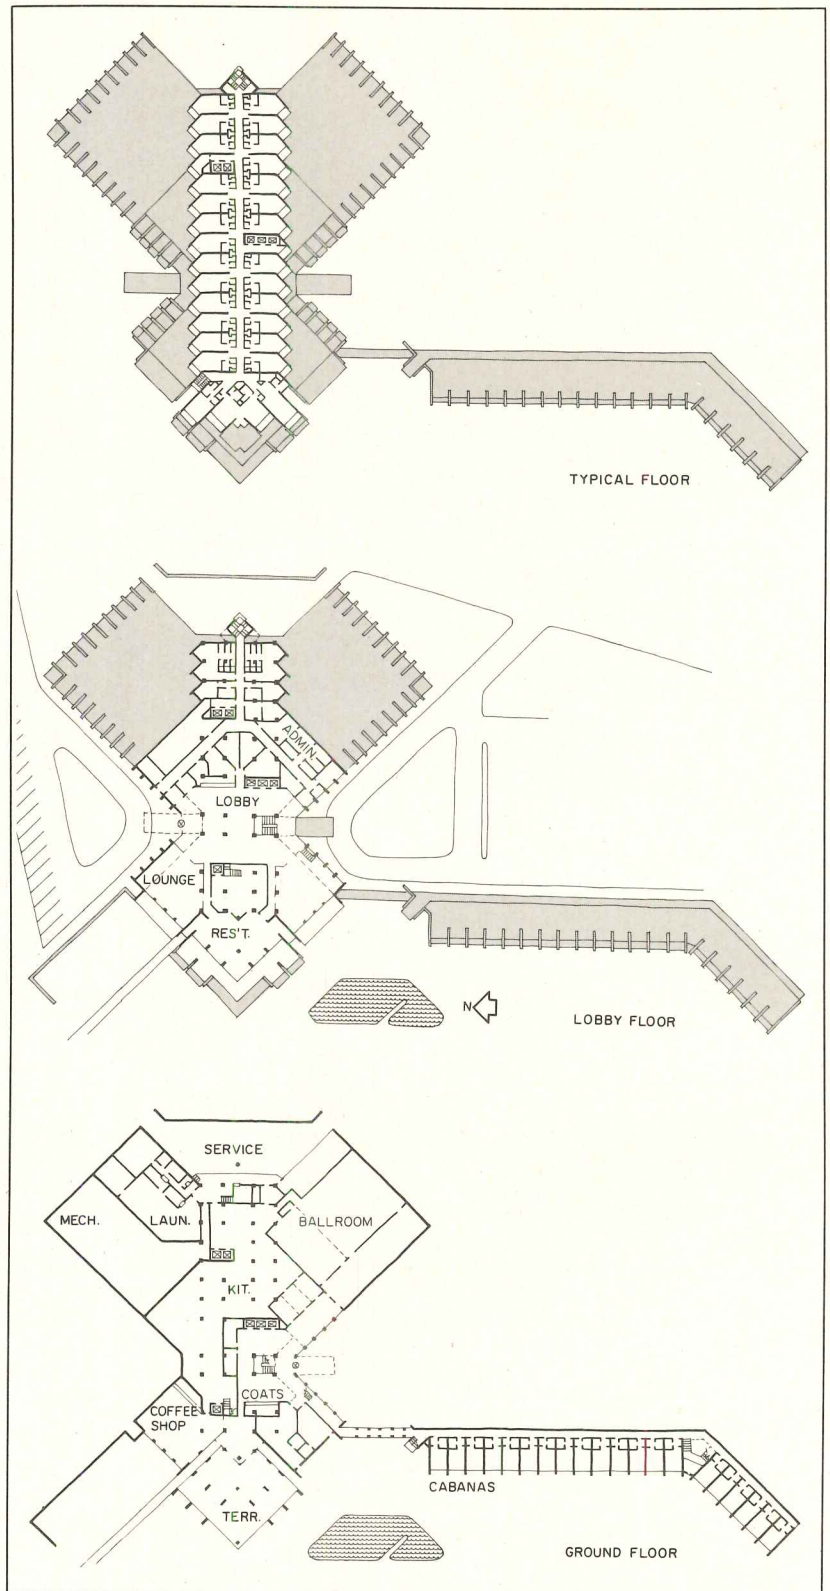 TYPICAL FLOOR
ADMIN.
LOBBY
LOUNGE
RES'T.
N
LOBBY FLOOR
SERVICE
MECH.
LAUN.
BALLROOM
KIT.
COATS
COFFEE
SHOP
CABANAS
TERR.
GROUND FLOOR